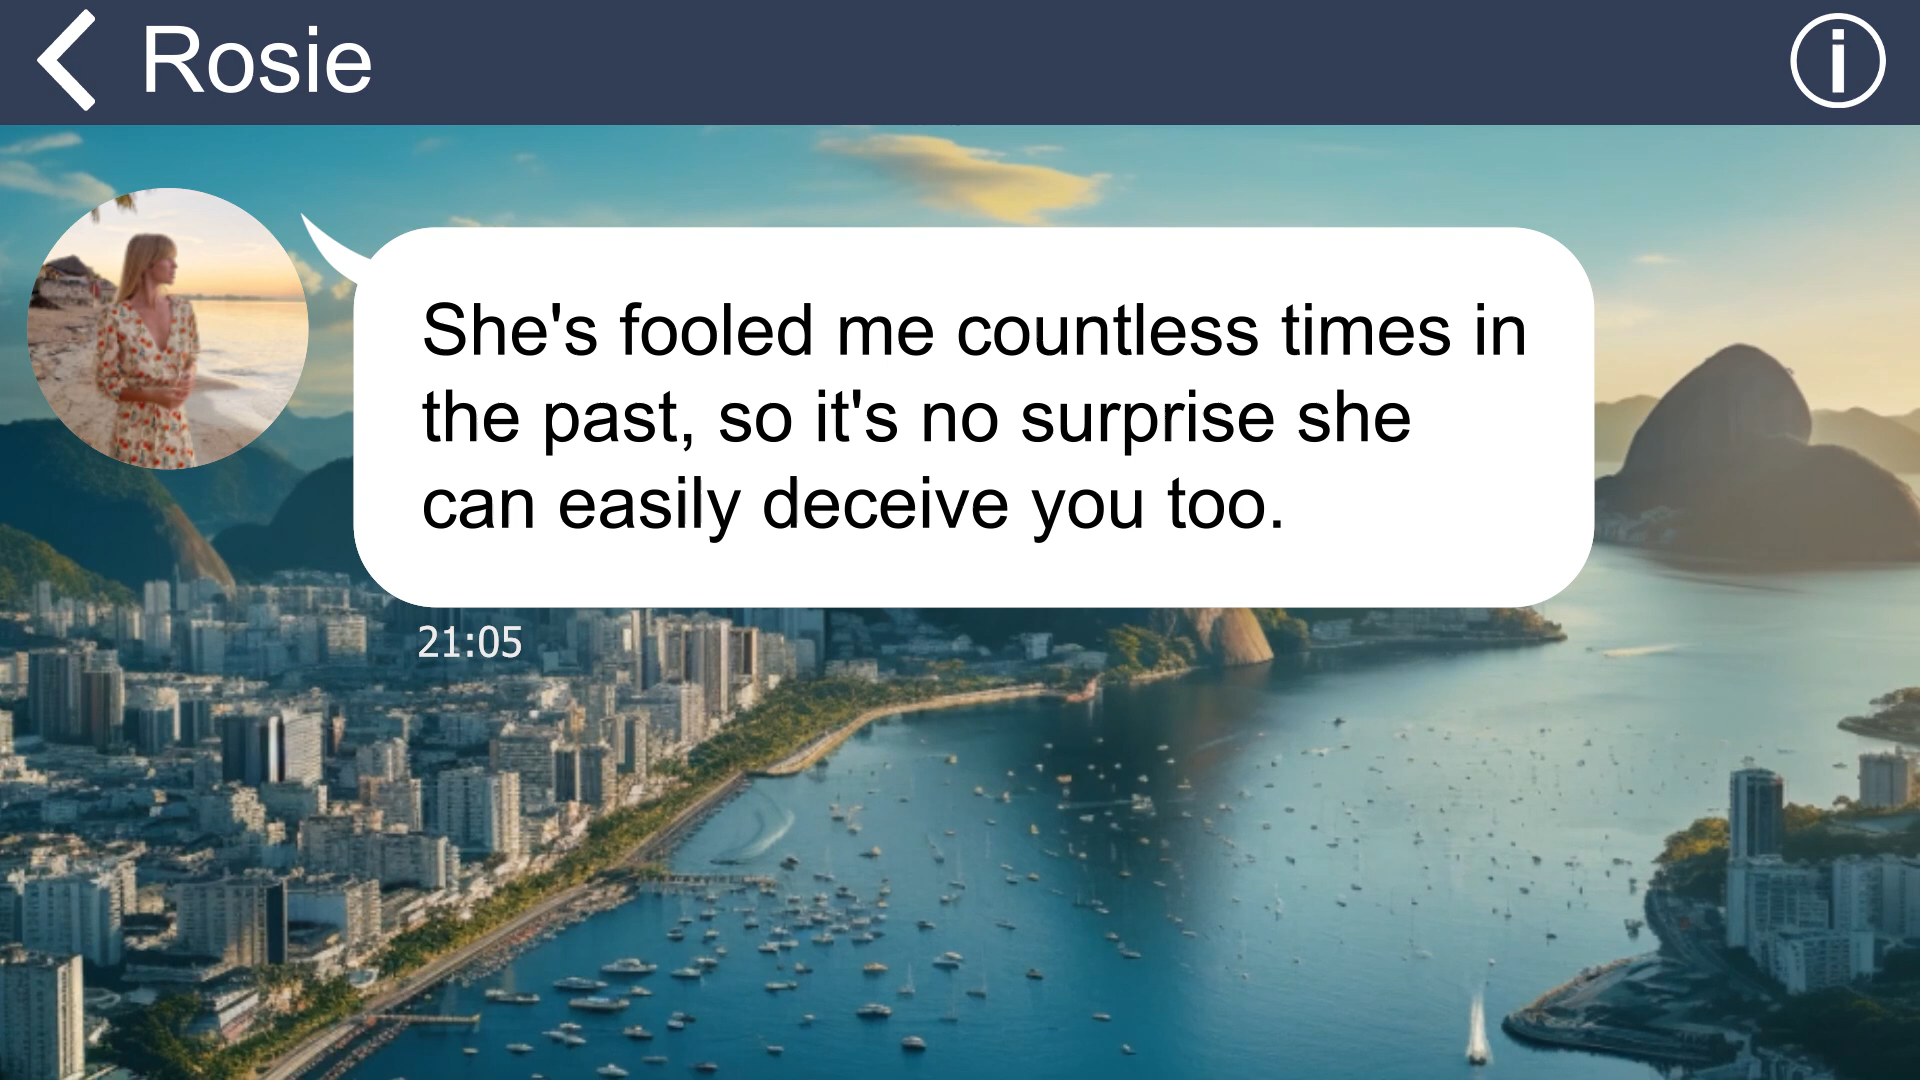 Rosie
She's fooled me countless times in
the past, so it's no surprise she
can easily deceive you too.
21:05